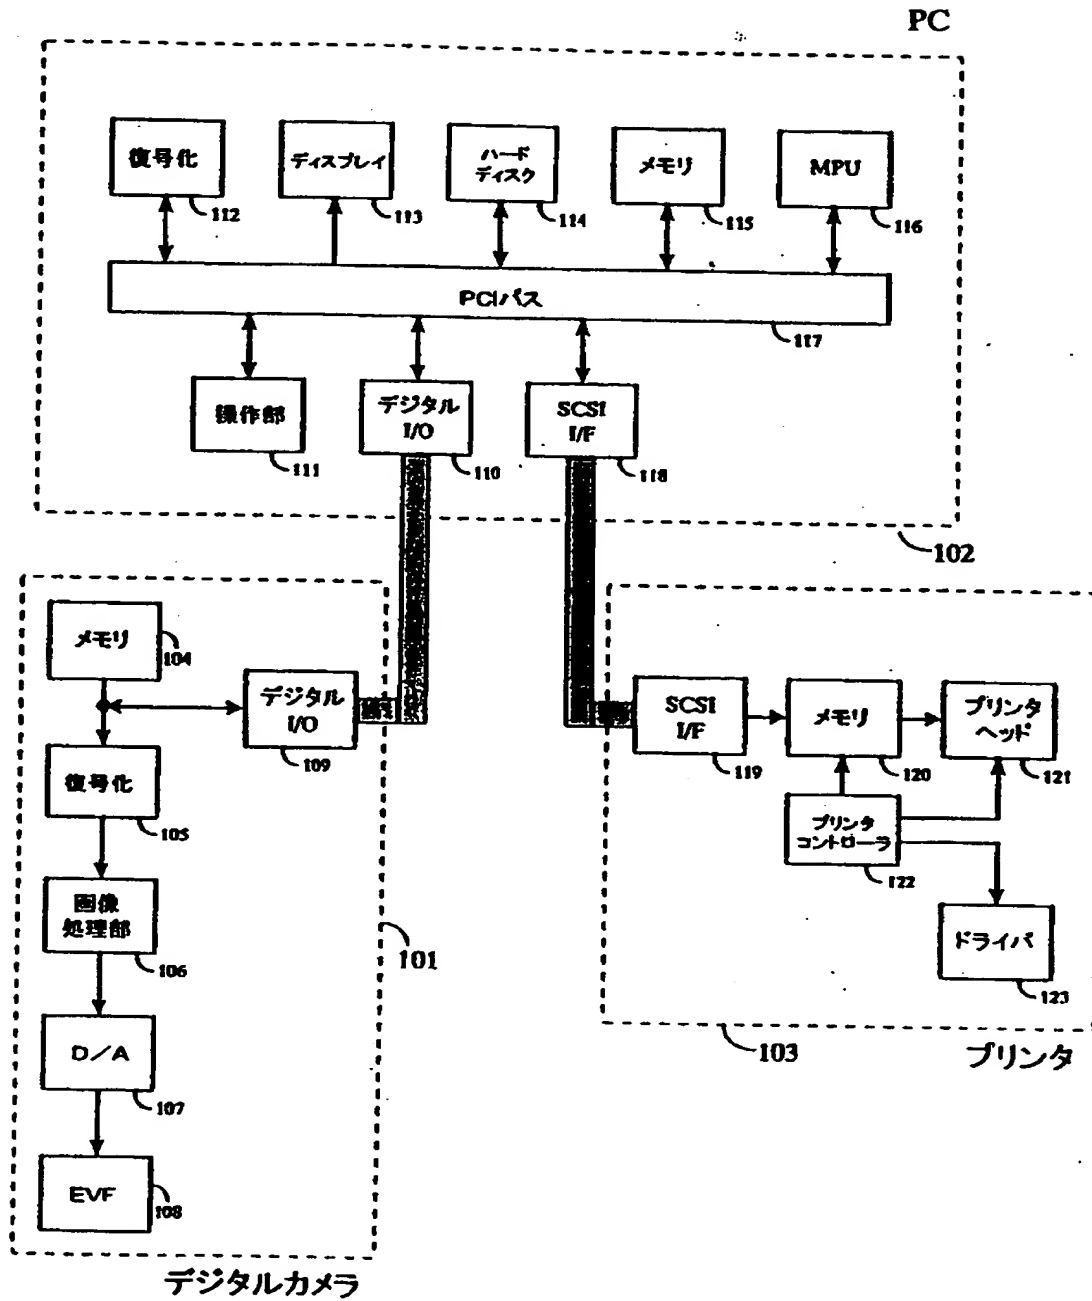 PC
復号化
112
ディスプレイ
113
ハード
ディスク
114
メモリ
115
MPU
116
PCIバス
117
操作部
111
デジタル
I/O
110
SCSI
I/F
118
102
メモリ
104
デジタル
I/O
109
復号化
105
画像
処理部
106
D/A
107
EVF
108
101
デジタルカメラ
SCSI
I/F
119
メモリ
120
プリンタ
ヘッド
121
プリンタ
コントローラ
122
ドライバ
123
103
プリンタ